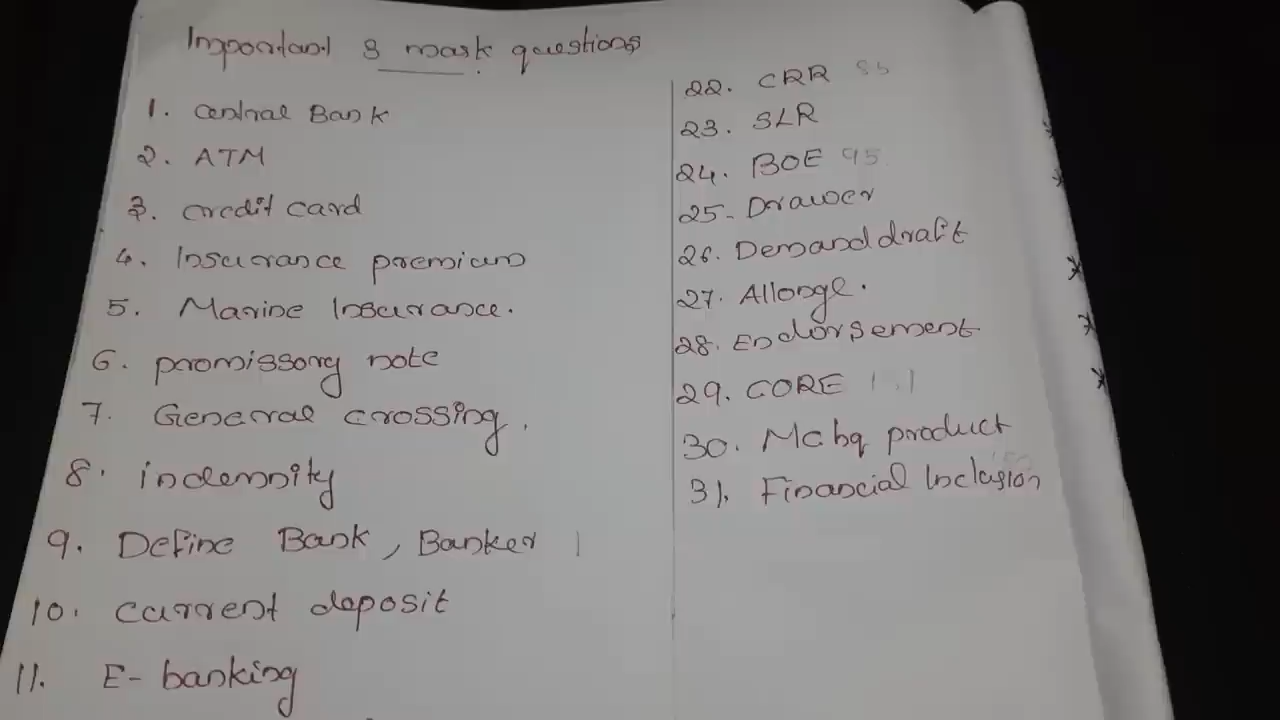 Important 3 mark questions
1. Central Bank
2. ATM
3. Credit card
4. Insurance premium
5. Marine Insurance.
6. promissory note
7. General crossing.
8. indemnity
9. Define Bank, Banker
10. Current deposit
11. E-banking
22. CRR
23. SLR
24. BOE 95
25- Drawer
26. Demand draft
27. Allonge.
28. Endorsement
29. CORE
30. product
31. Financial Inclusion